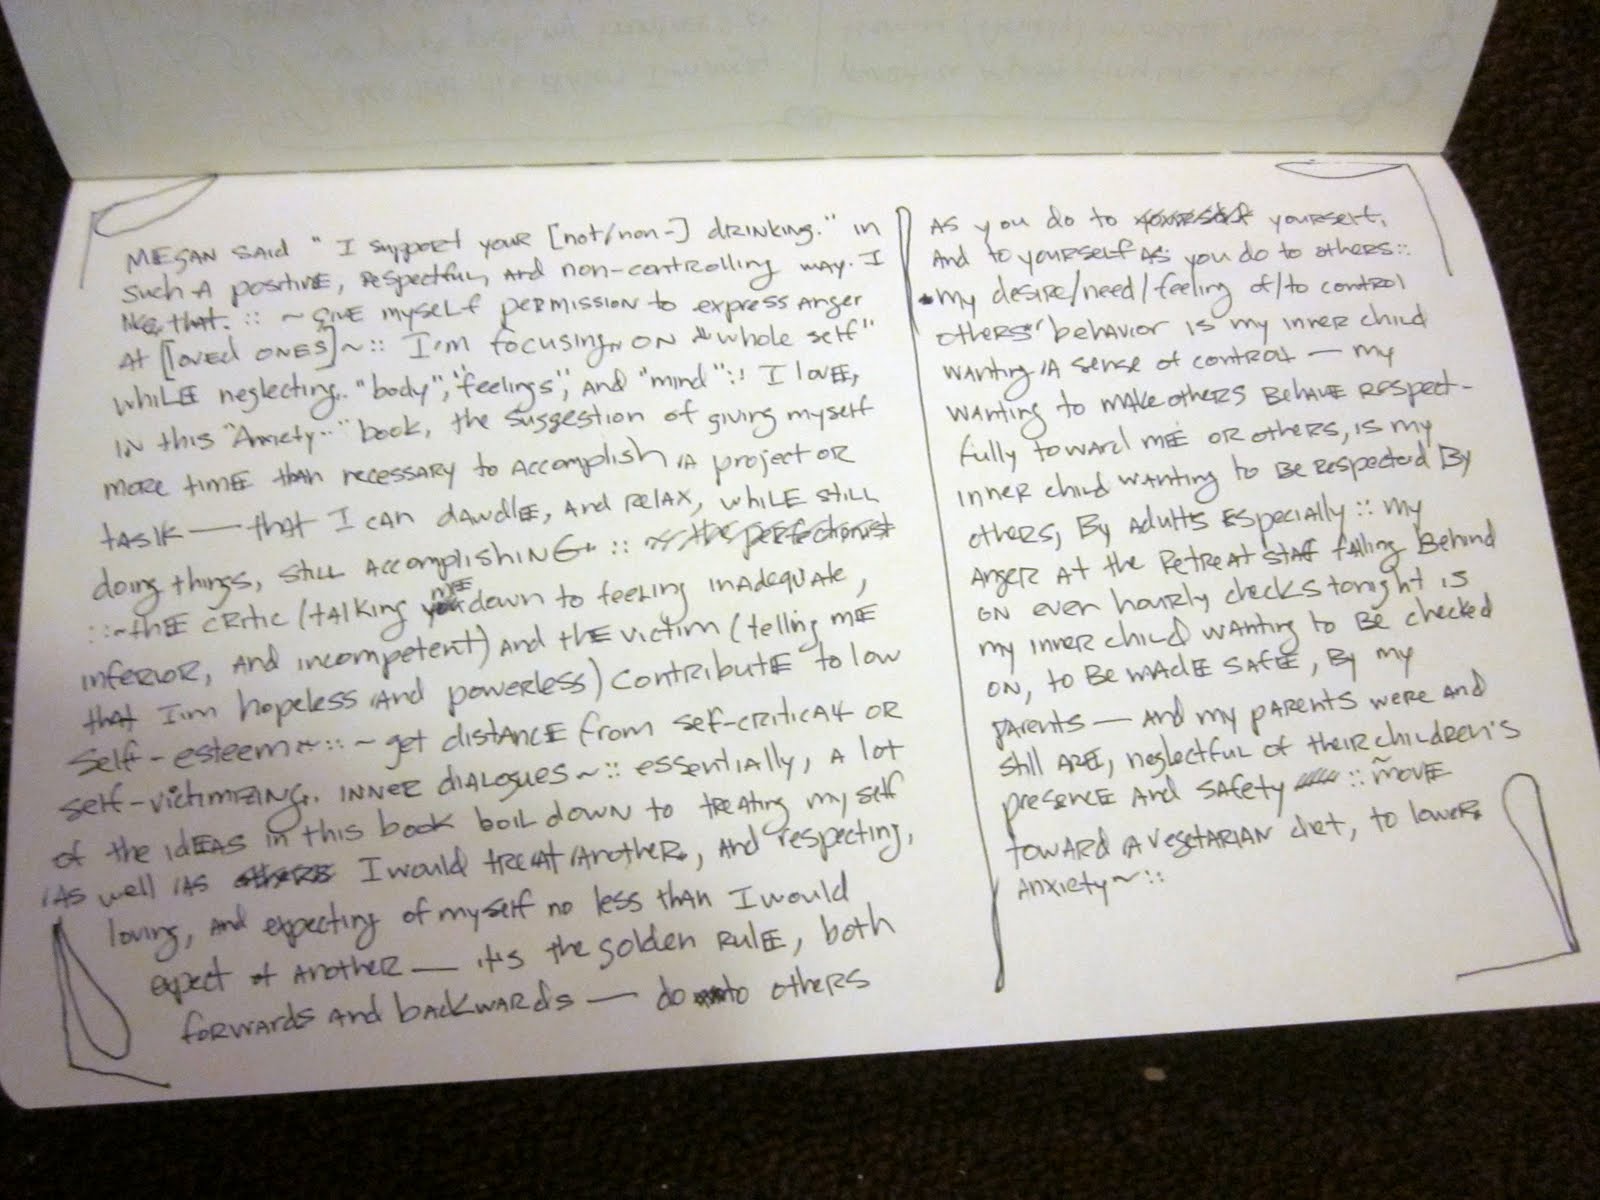 MEGAN SAID "I support your [not/non-] drinking." in
such A positive, respectful, and non-controlling way. I
like that. :: ~ GIVE myself permission to express anger
At [loved ones] ~ :: I'm focusing on "whole self"
while neglecting "body", "feelings", and "mind" :: I love,
in this "Anxiety..." book, the suggestion of giving myself
more time than necessary to accomplish a project or
task — that I can dawdle, and relax, while still
doing things, still accomplishing. :: ~ the perfectionist
::~the critic (talking me down to feeling inadequate,
inferior, and incompetent) and the victim (telling me
that I'm hopeless and powerless) contribute to low
self-esteem ~ :: ~ get distance from self-critical or
self-victimizing inner dialogues ~ :: essentially, a lot
of the ideas in this book boil down to treating myself
as well as others I would treat another, and respecting,
loving, and expecting of myself no less than I would
expect of another — it's the golden rule, both
forwards and backwards — do to others
As you do to yourself yourself,
And to yourself as you do to others::
my desire/need/feeling of/to control
others' behavior is my inner child
wanting a sense of control — my
wanting to make others behave respect-
fully toward me or others, is my
inner child wanting to be respected by
others, by adults especially :: my
anger at the Retreat staff falling behind
on even hourly checks tonight is
my inner child wanting to be checked
on, to be made safe, by my
parents — and my parents were and
still are, neglectful of their children's
presence and safety :: ~move
toward a vegetarian diet, to lower
anxiety ~ ::